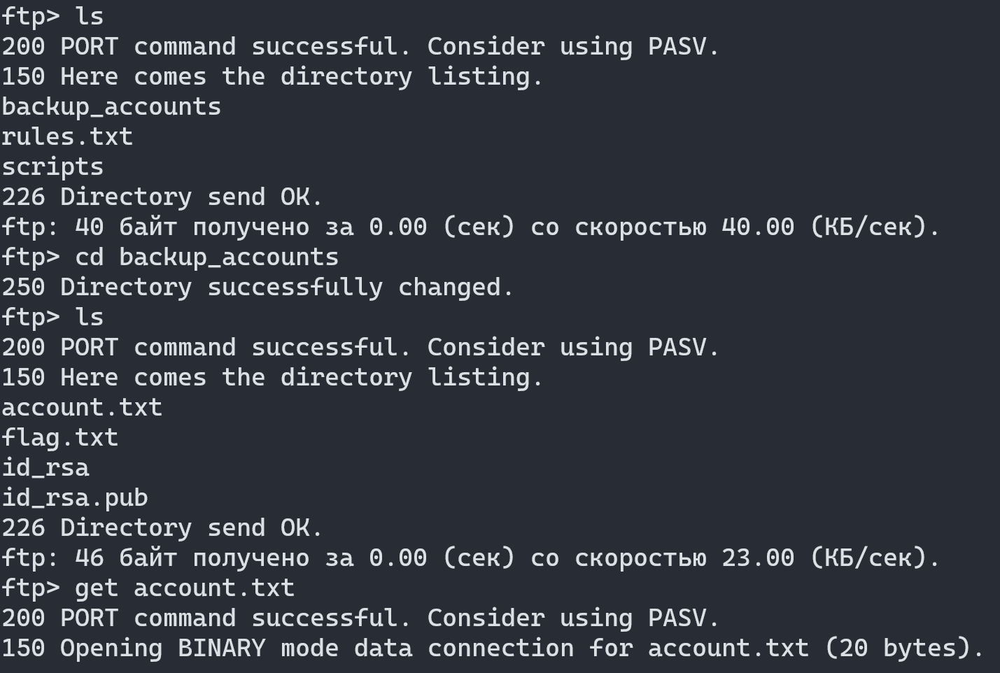 ftp> ls
200 PORT command successful. Consider using PASV.
150 Here comes the directory listing.
backup_accounts
rules.txt
scripts
226 Directory send OK.
ftp: 40 байт получено за 0.00 (сек) со скоростью 40.00 (КБ/сек).
ftp> cd backup_accounts
250 Directory successfully changed.
ftp> ls
200 PORT command successful. Consider using PASV.
150 Here comes the directory listing.
account.txt
flag.txt
id_rsa
id_rsa.pub
226 Directory send OK.
ftp: 46 байт получено за 0.00 (сек) со скоростью 23.00 (КБ/сек).
ftp> get account.txt
200 PORT command successful. Consider using PASV.
150 Opening BINARY mode data connection for account.txt (20 bytes).